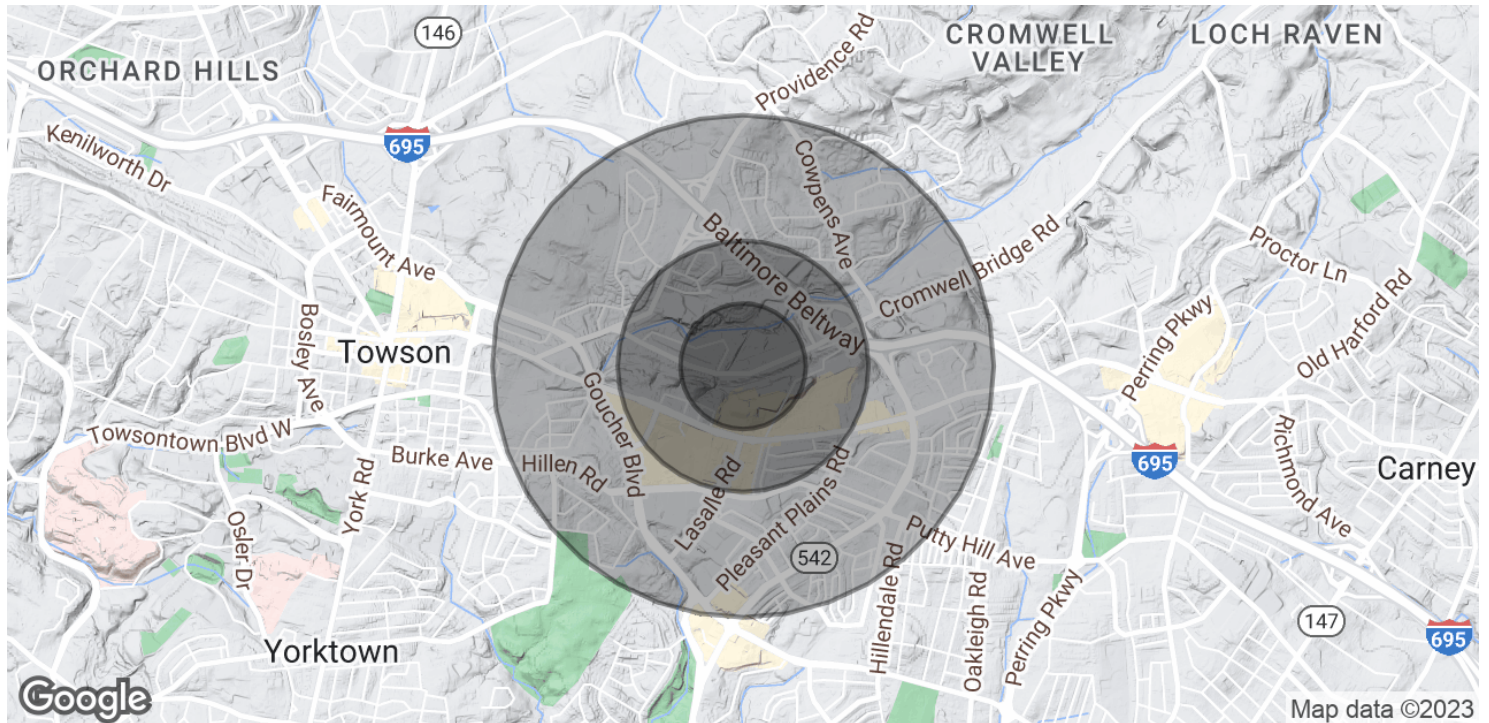 146
Providence Rd
CROMWELL
VALLEY
LOCH RAVEN
ORCHARD HILLS
695
Kenilworth Dr
Fairmount Ave
Cowpens Ave
Baltimore Beltway
Cromwell Bridge Rd
Proctor Ln
Old Harford Rd
Perring Pkwy
Bosley Ave
Towson
Goucher Blvd
Towsontown Blvd W
Burke Ave
Hillen Rd
York Rd
Lasalle Rd
Pleasant Plains Rd
695
Richmond Ave
Carney
Osler Dr
542
Putty Hill Ave
Hillendale Rd
Oakleigh Rd
Perring Pkwy
147
695
Yorktown
Google
Map data ©2023